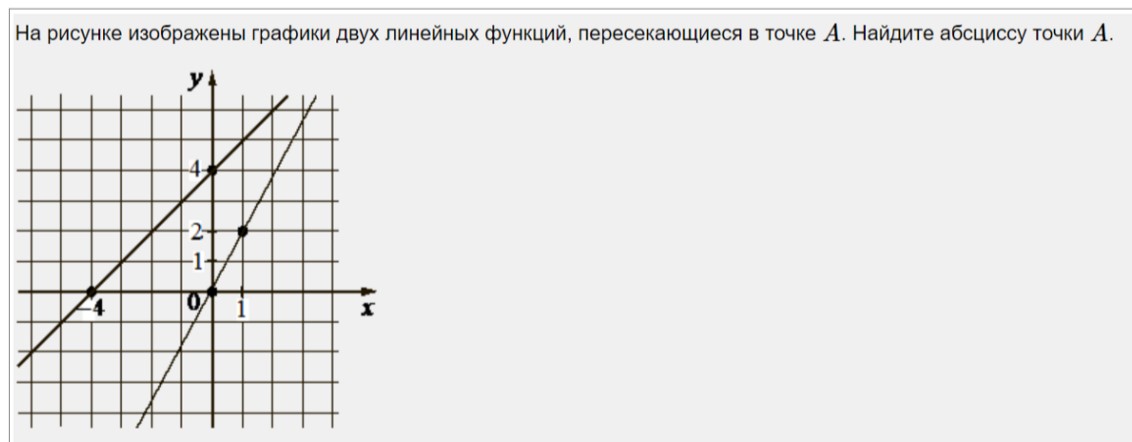 На рисунке изображены графики двух линейных функций, пересекающиеся в точке A. Найдите абсциссу точки A.
y
4
2
1
-4
0
1
x